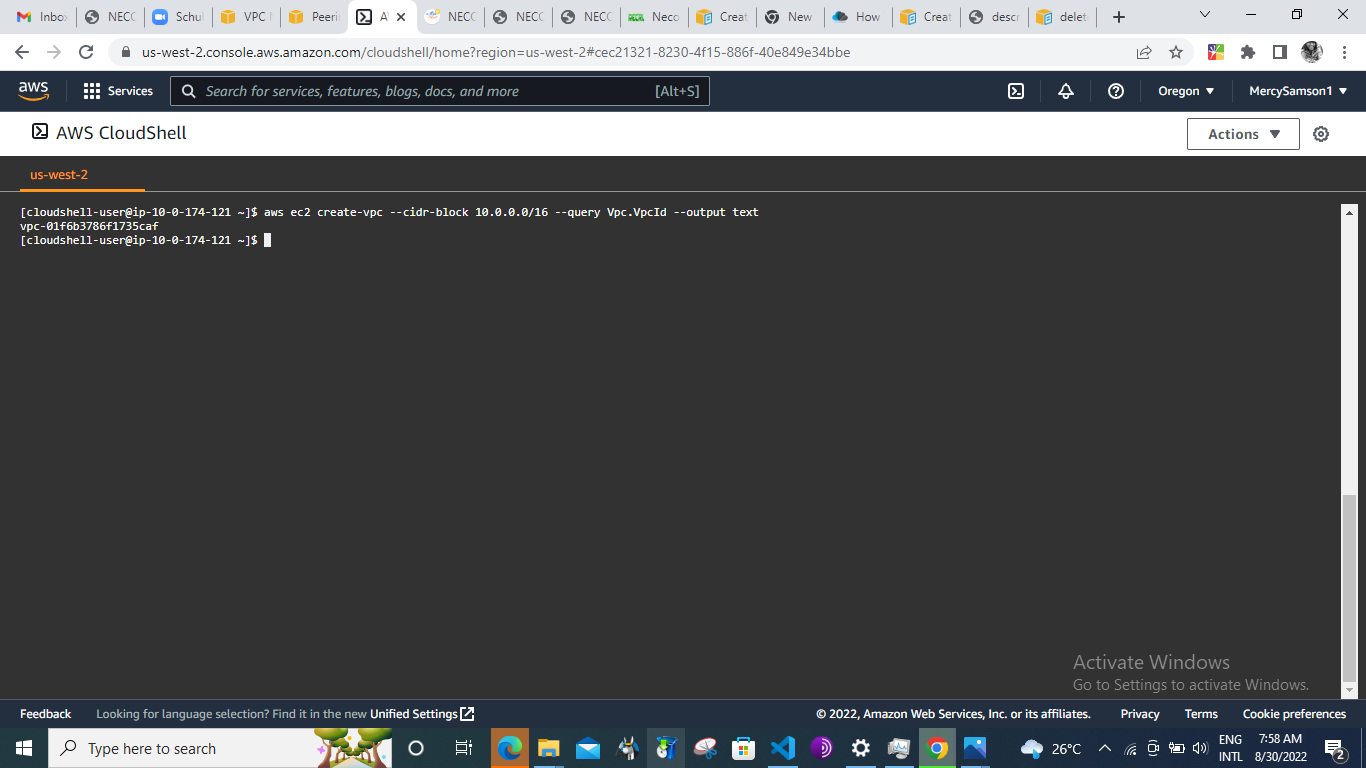 Inbox
NECC
Schu
VPC
Peeri
NECC
NECC
NECC
Neco
Creat
New
How
Creat
descr
delet
us-west-2.console.aws.amazon.com/cloudshell/home?region=us-west-2#cec21321-8230-4f15-886f-40e849e34bbe
aws
Services
Search for services, features, blogs, docs, and more
[Alt+S]
Oregon
MercySamson1
AWS CloudShell
Actions
us-west-2
[cloudshell-user@ip-10-0-174-121 ~]$ aws ec2 create-vpc --cidr-block 10.0.0.0/16 --query Vpc.VpcId --output text
vpc-01f6b3786f1735caf
[cloudshell-user@ip-10-0-174-121 ~]$
Activate Windows
Go to Settings to activate Windows.
Feedback
Looking for language selection? Find it in the new Unified Settings
© 2022, Amazon Web Services, Inc. or its affiliates.
Privacy
Terms
Cookie preferences
Type here to search
26°C
ENG
INTL
7:58 AM
8/30/2022
2